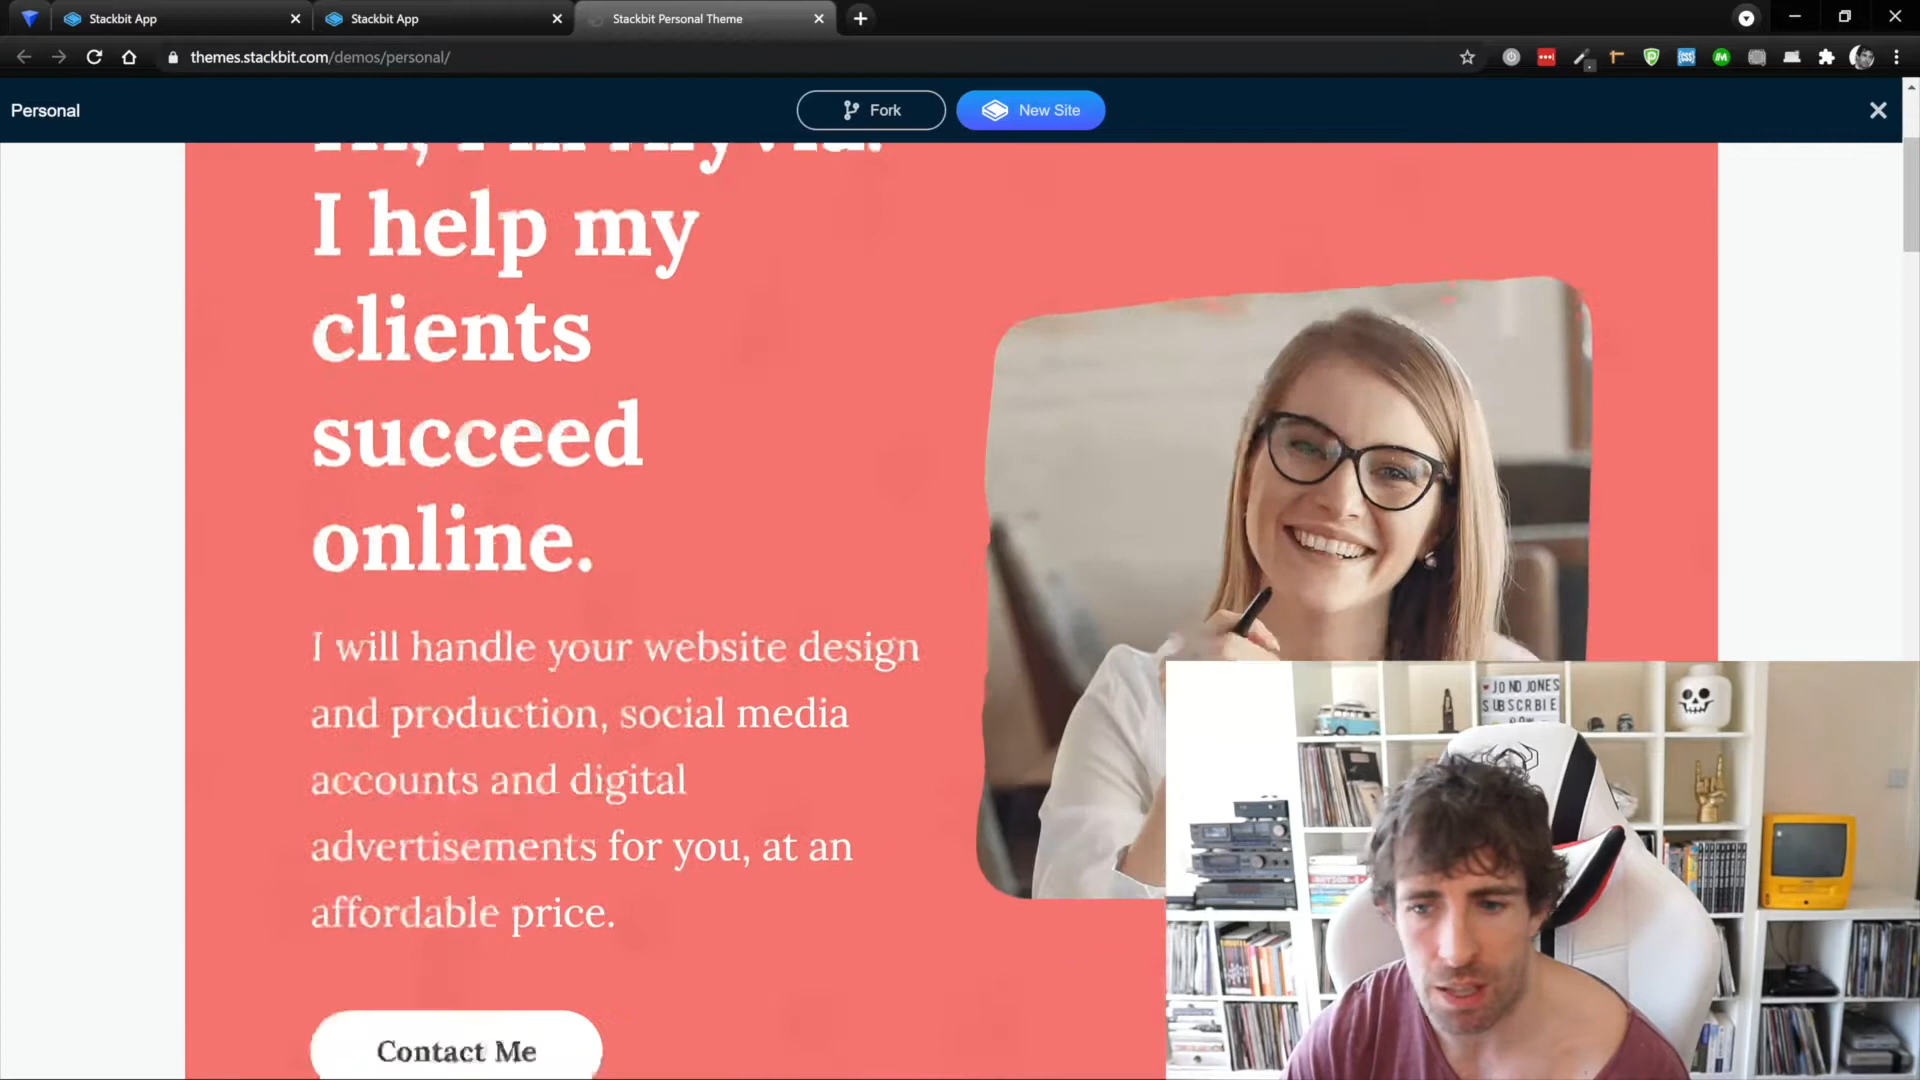 Stackbit App
Stackbit App
Stackbit Personal Theme
themes.stackbit.com/demos/personal/
Personal
Fork
New Site
I help my
clients
succeed
online.
I will handle your website design
and production, social media
accounts and digital
advertisements for you, at an
affordable price.
Contact Me
JOND JONES
SUBSCRBIE